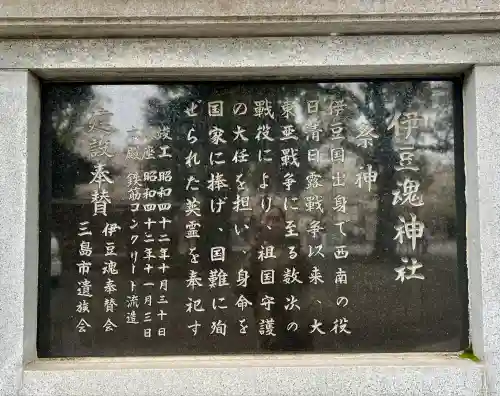 伊豆魂神社
祭神
伊豆国出身で西南の役
日清日露戦争以来、大
東亜戦争に至る数次の
戦役により、祖国守護
の大任を担い、身命を
国家に捧げ、国難に殉
ぜられた英霊を奉祀す
竣工 昭和四十二年十月三十日
鎮座 昭和四十二年十一月三日
本殿 鉄筋コンクリート流造
建設奉賛 伊豆魂奉賛会
三島市遺族会